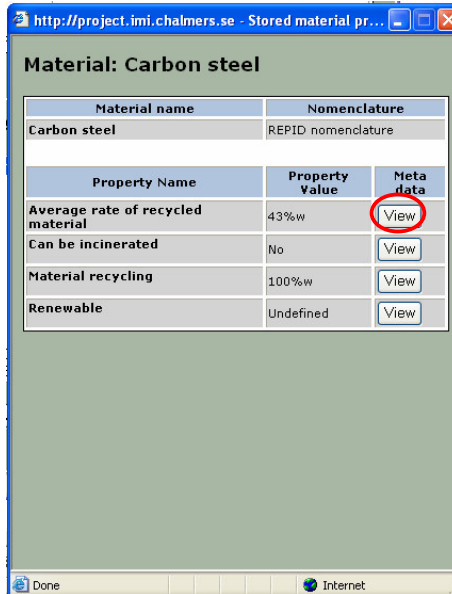 http://project.imi.chalmers.se - Stored material pr...
Material: Carbon steel
Material name Nomenclature
Carbon steel REPID nomenclature
Property Name Property Value Meta data
Average rate of recycled material 43%w View
Can be incinerated No View
Material recycling 100%w View
Renewable Undefined View
Done Internet